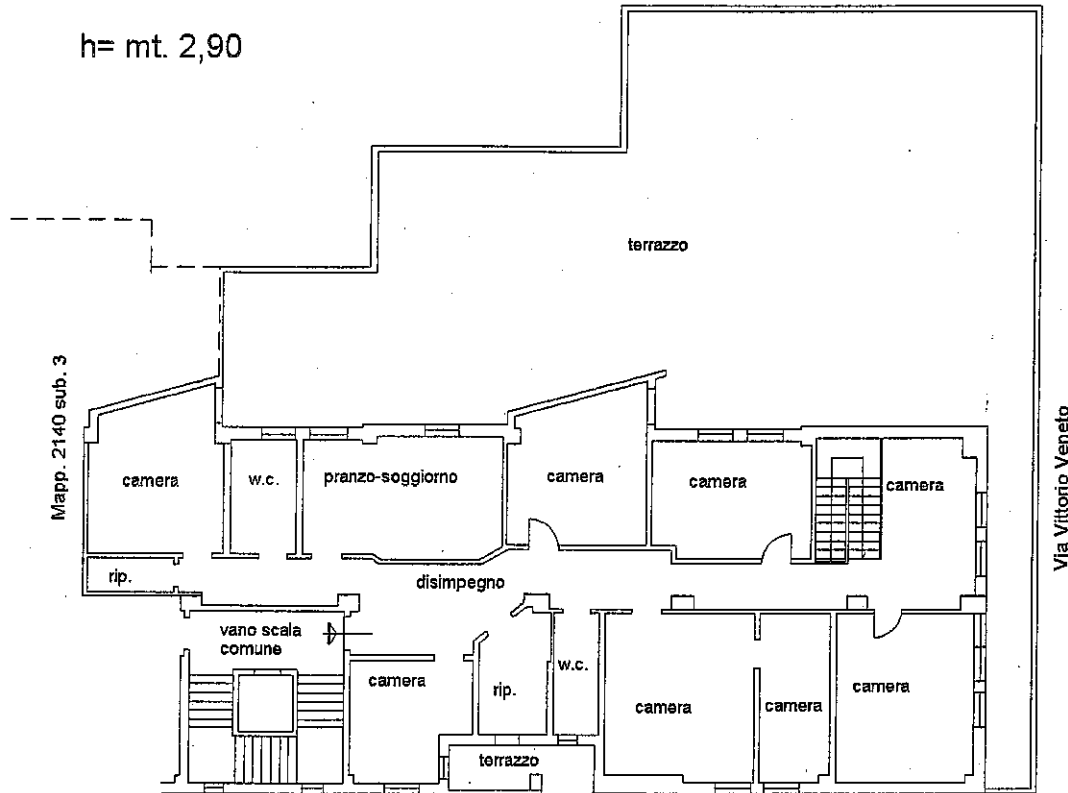 h= mt. 2,90
terrazzo
Mapp. 2140 sub. 3
Via Vittorio Veneto
camera
w.c.
pranzo-soggiorno
camera
camera
camera
rip.
disimpegno
vano scala
comune
camera
rip.
w.c.
camera
camera
camera
terrazzo